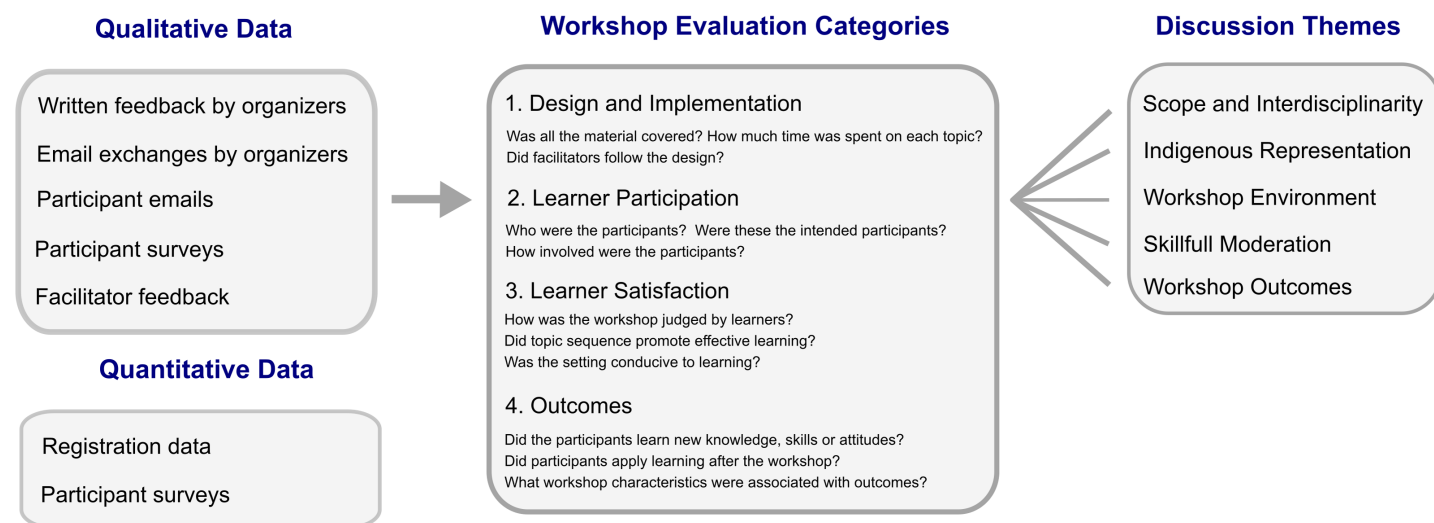 Qualitative Data
Written feedback by organizers
Email exchanges by organizers
Participant emails
Participant surveys
Facilitator feedback
Quantitative Data
Registration data
Participant surveys
Workshop Evaluation Categories
1. Design and Implementation
Was all the material covered? How much time was spent on each topic?
Did facilitators follow the design?
2. Learner Participation
Who were the participants? Were these the intended participants?
How involved were the participants?
3. Learner Satisfaction
How was the workshop judged by learners?
Did topic sequence promote effective learning?
Was the setting conducive to learning?
4. Outcomes
Did the participants learn new knowledge, skills or attitudes?
Did participants apply learning after the workshop?
What workshop characteristics were associated with outcomes?
Discussion Themes
Scope and Interdisciplinarity
Indigenous Representation
Workshop Environment
Skillfull Moderation
Workshop Outcomes